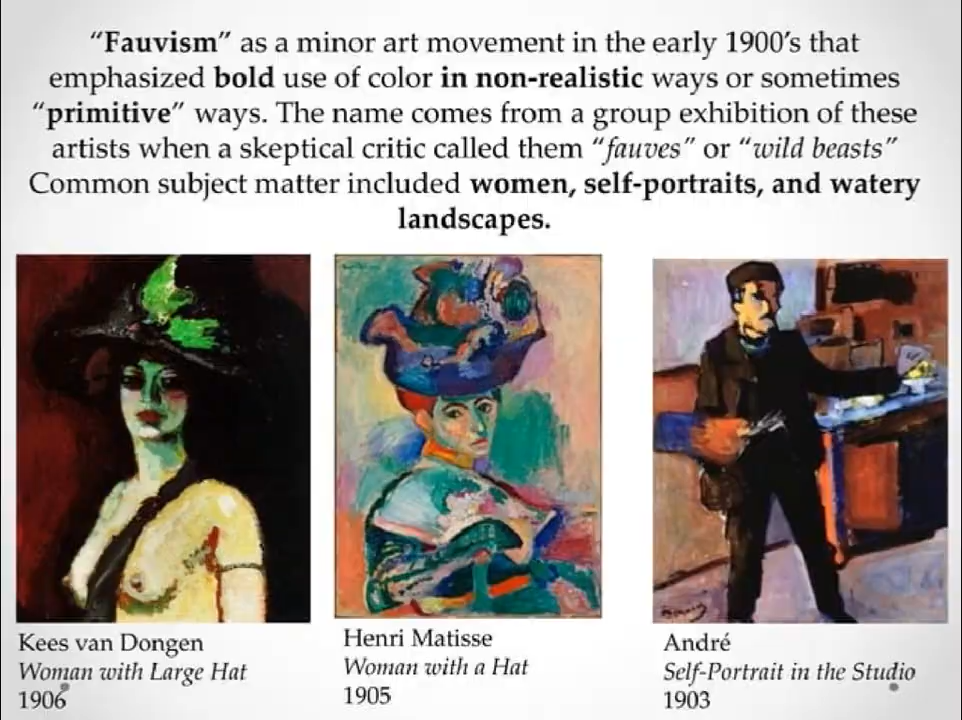 “Fauvism” as a minor art movement in the early 1900’s that
emphasized bold use of color in non-realistic ways or sometimes
“primitive” ways. The name comes from a group exhibition of these
artists when a skeptical critic called them “fauves” or “wild beasts”
Common subject matter included women, self-portraits, and watery
landscapes.
Kees van Dongen
Woman with Large Hat
1906
Henri Matisse
Woman with a Hat
1905
André
Self-Portrait in the Studio
1903